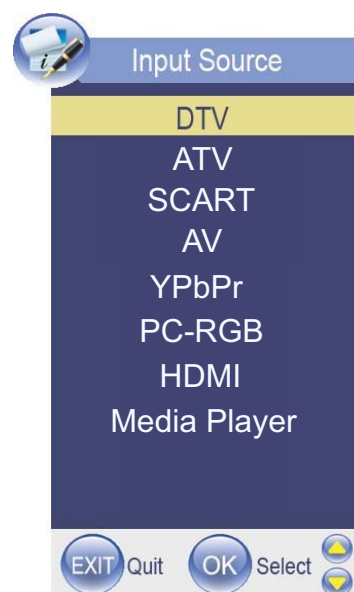 Input Source
DTV
ATV
SCART
AV
YPbPr
PC-RGB
HDMI
Media Player
EXIT Quit OK Select